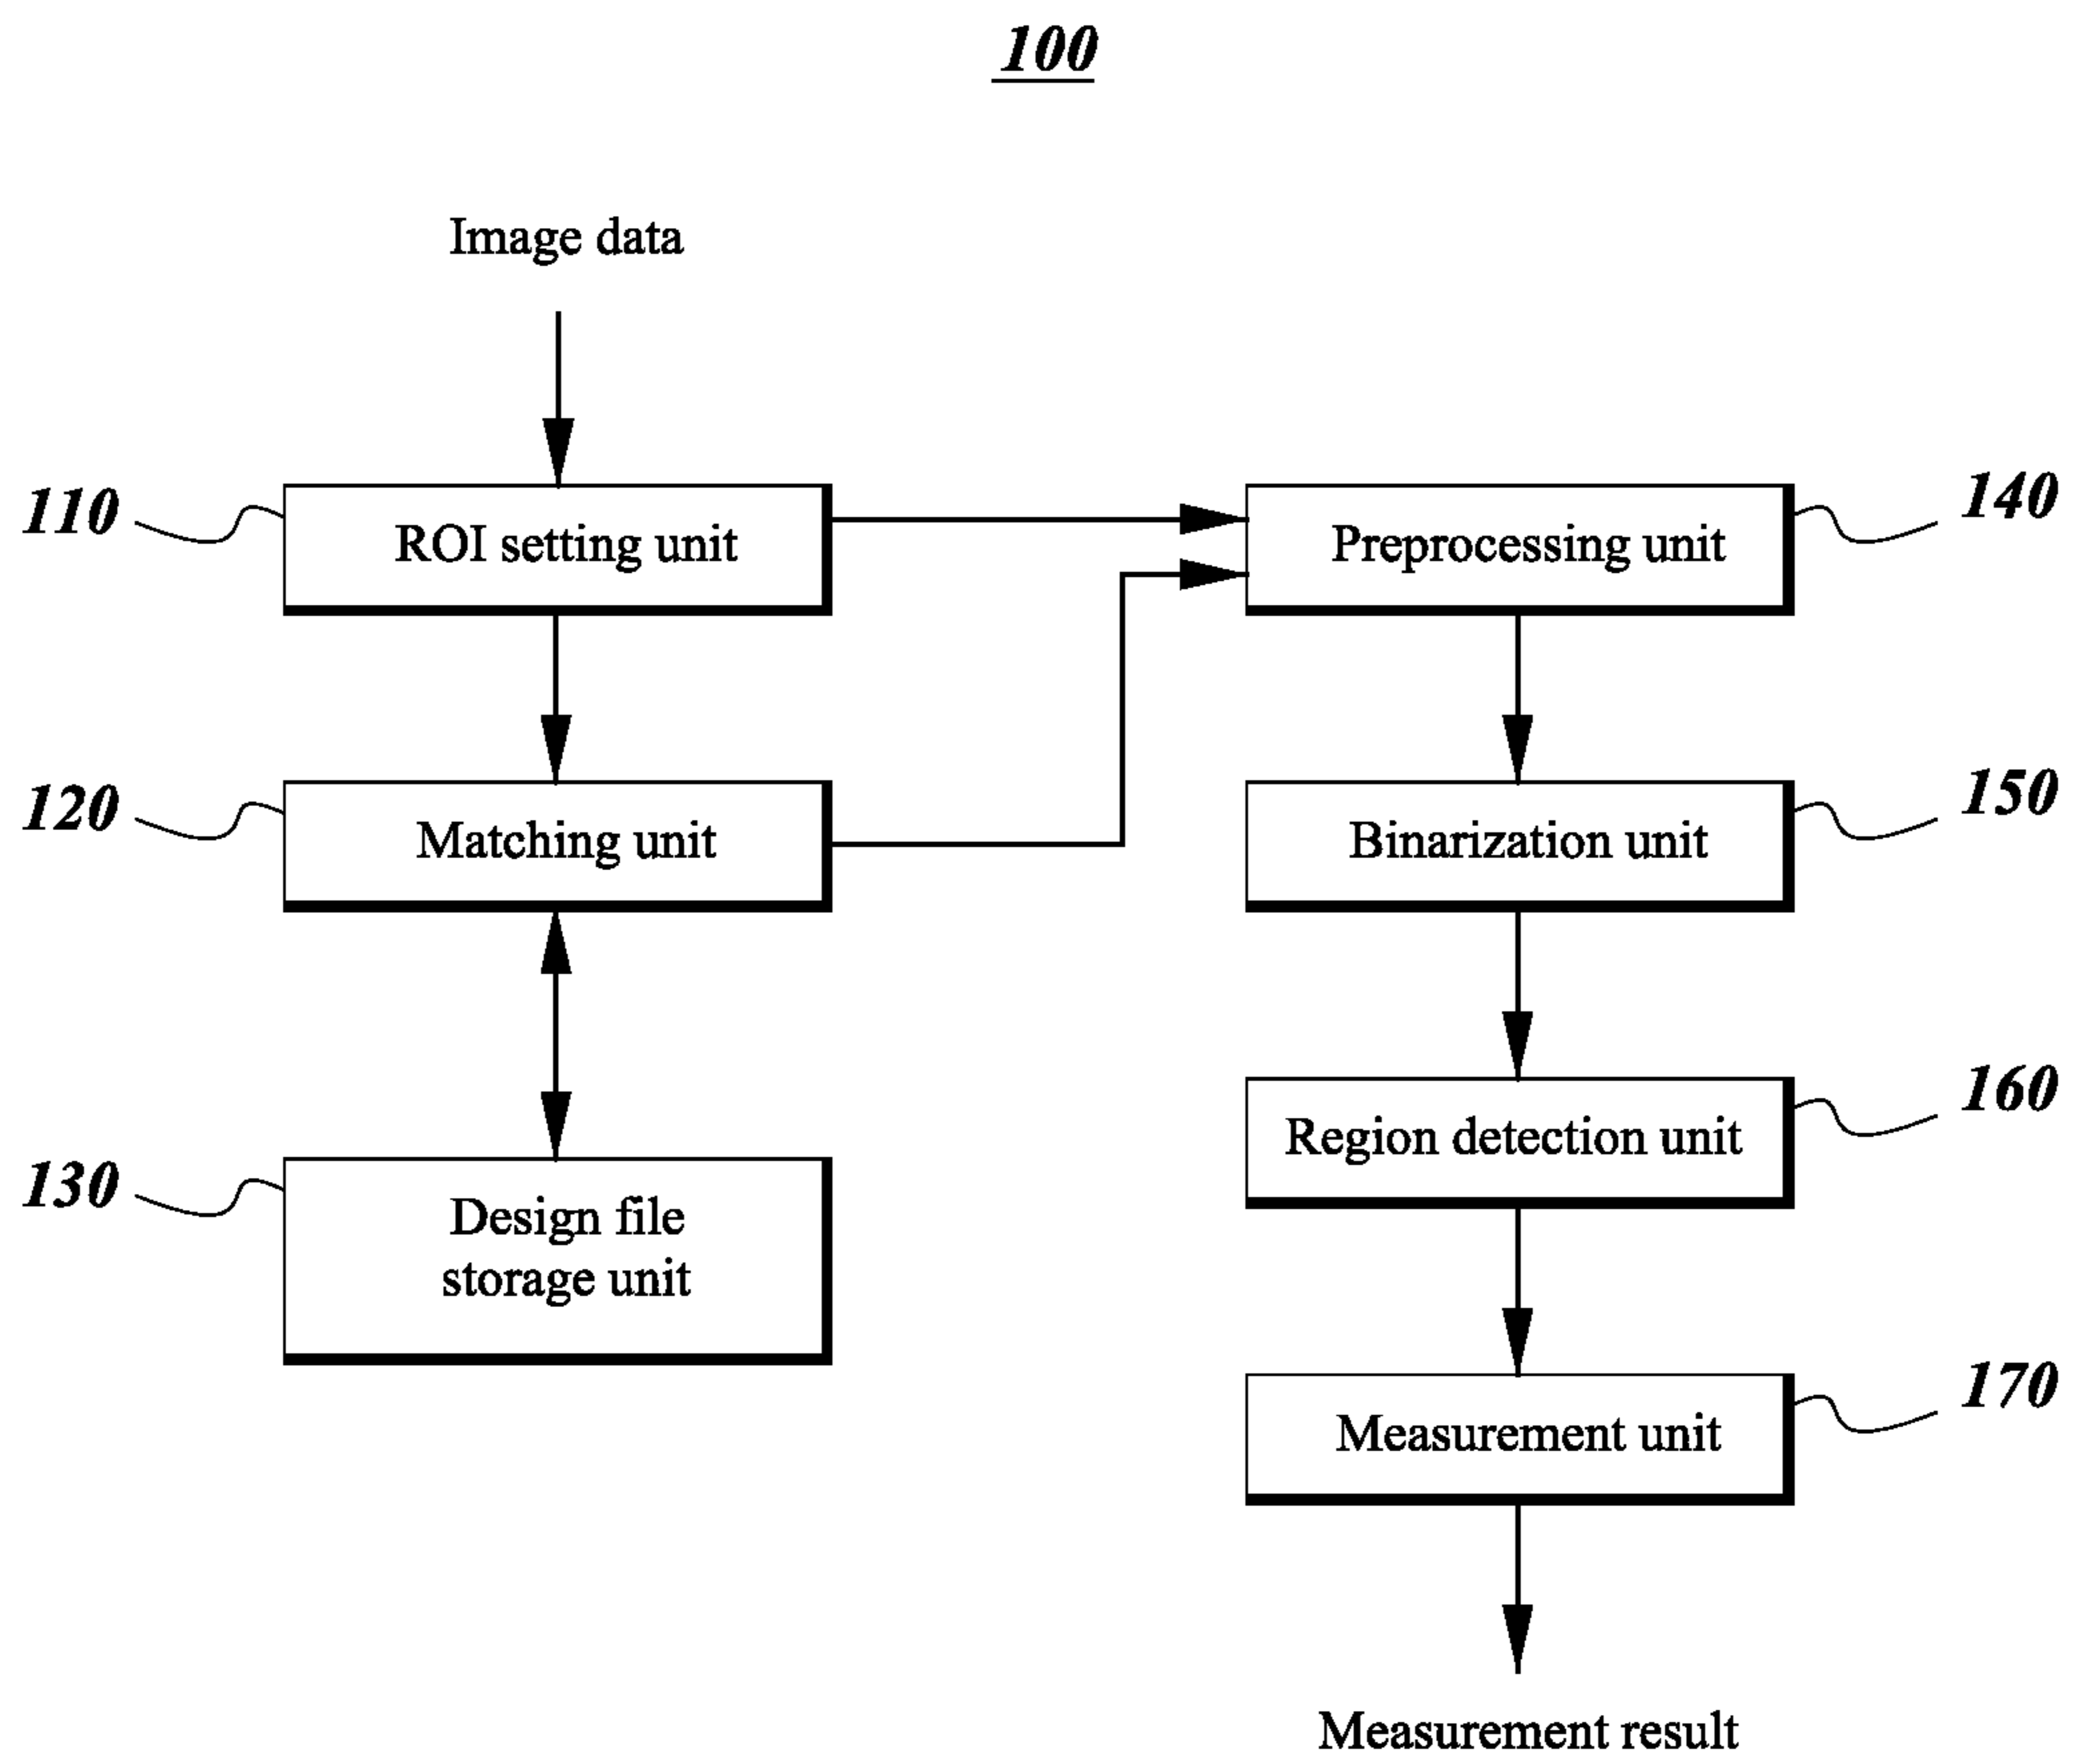 100
Image data
110
ROI setting unit
Preprocessing unit
140
120
Matching unit
Binarization unit
150
130
Design file
storage unit
Region detection unit
160
Measurement unit
170
Measurement result